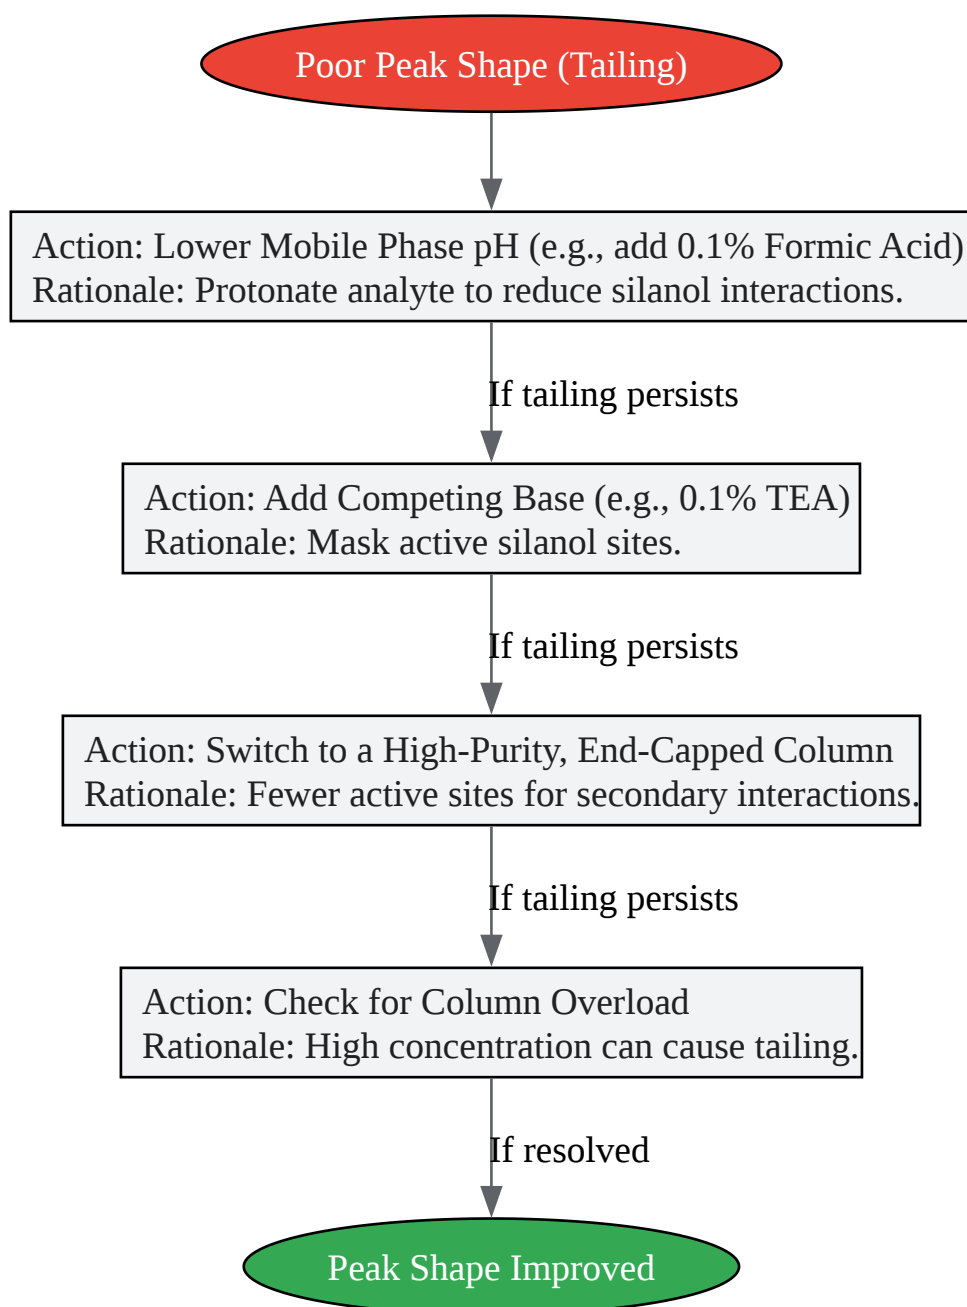 Poor Peak Shape (Tailing)
Action: Lower Mobile Phase pH (e.g., add 0.1% Formic Acid)
Rationale: Protonate analyte to reduce silanol interactions.
If tailing persists
Action: Add Competing Base (e.g., 0.1% TEA)
Rationale: Mask active silanol sites.
If tailing persists
Action: Switch to a High-Purity, End-Capped Column
Rationale: Fewer active sites for secondary interactions.
If tailing persists
Action: Check for Column Overload
Rationale: High concentration can cause tailing.
If resolved
Peak Shape Improved